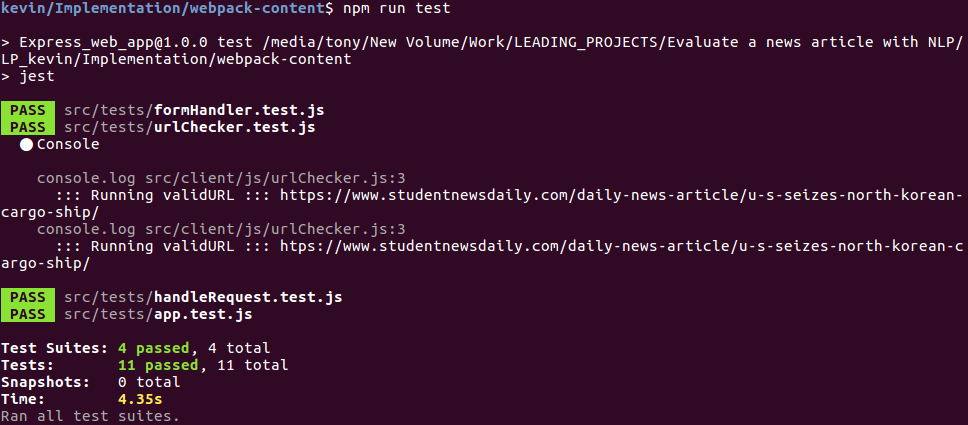 kevin/Implementation/webpack-content$ npm run test
> Express_web_app@1.0.0 test /media/tony/New Volume/Work/LEADING_PROJECTS/Evaluate a news article with NLP/
LP_kevin/Implementation/webpack-content
> jest
PASS src/tests/formHandler.test.js
PASS src/tests/urlChecker.test.js
● Console
console.log src/client/js/urlChecker.js:3
::: Running validURL ::: https://www.studentnewsdaily.com/daily-news-article/u-s-seizes-north-korean-
cargo-ship/
console.log src/client/js/urlChecker.js:3
::: Running validURL ::: htps://www.studentnewsdaily.com/daily-news-article/u-s-seizes-north-korean-c
argo-ship/
PASS src/tests/handleRequest.test.js
PASS src/tests/app.test.js
Test Suites: 4 passed, 4 total
Tests: 11 passed, 11 total
Snapshots: 0 total
Time: 4.35s
Ran all test suites.